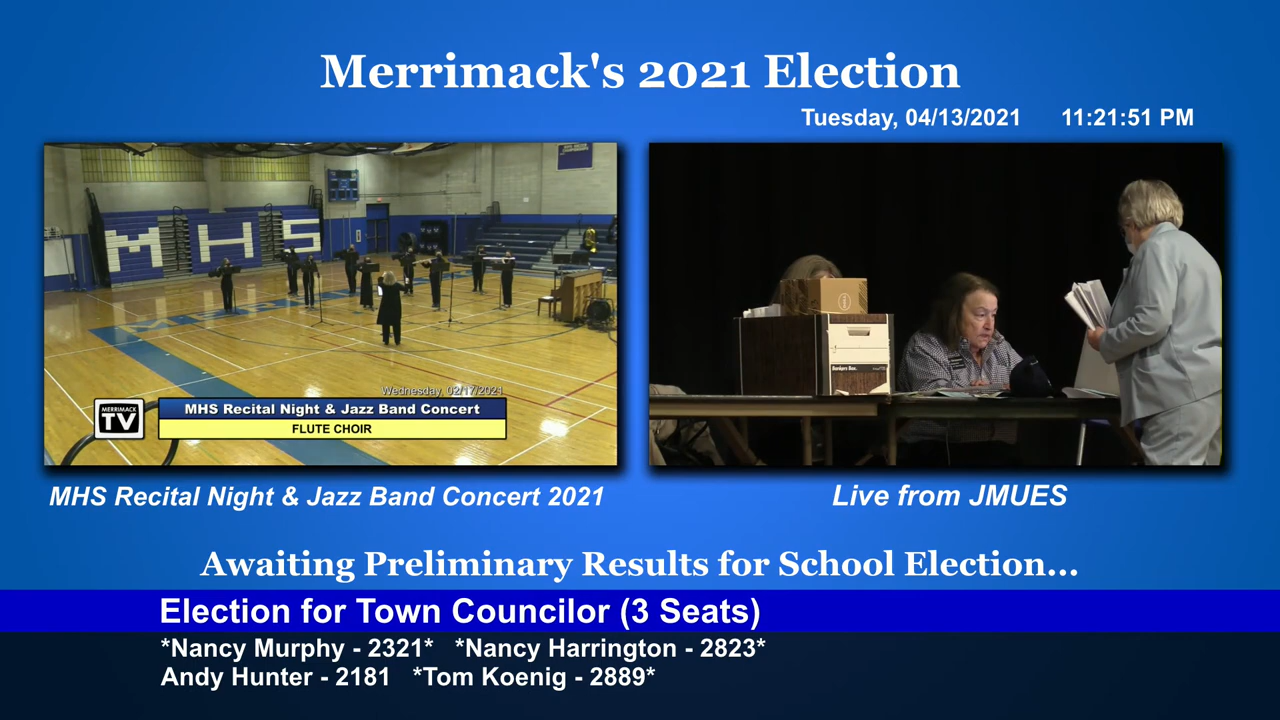 Merrimack's 2021 Election
Tuesday, 04/13/2021 11:21:51 PM
MHS
Wednesday, 02/17/2021
MERRIMACK
TV
MHS Recital Night & Jazz Band Concert
FLUTE CHOIR
Bankers Box
MHS Recital Night & Jazz Band Concert 2021
Live from JMUES
Awaiting Preliminary Results for School Election...
Election for Town Councilor (3 Seats)
*Nancy Murphy - 2321* *Nancy Harrington - 2823*
Andy Hunter - 2181 *Tom Koenig - 2889*